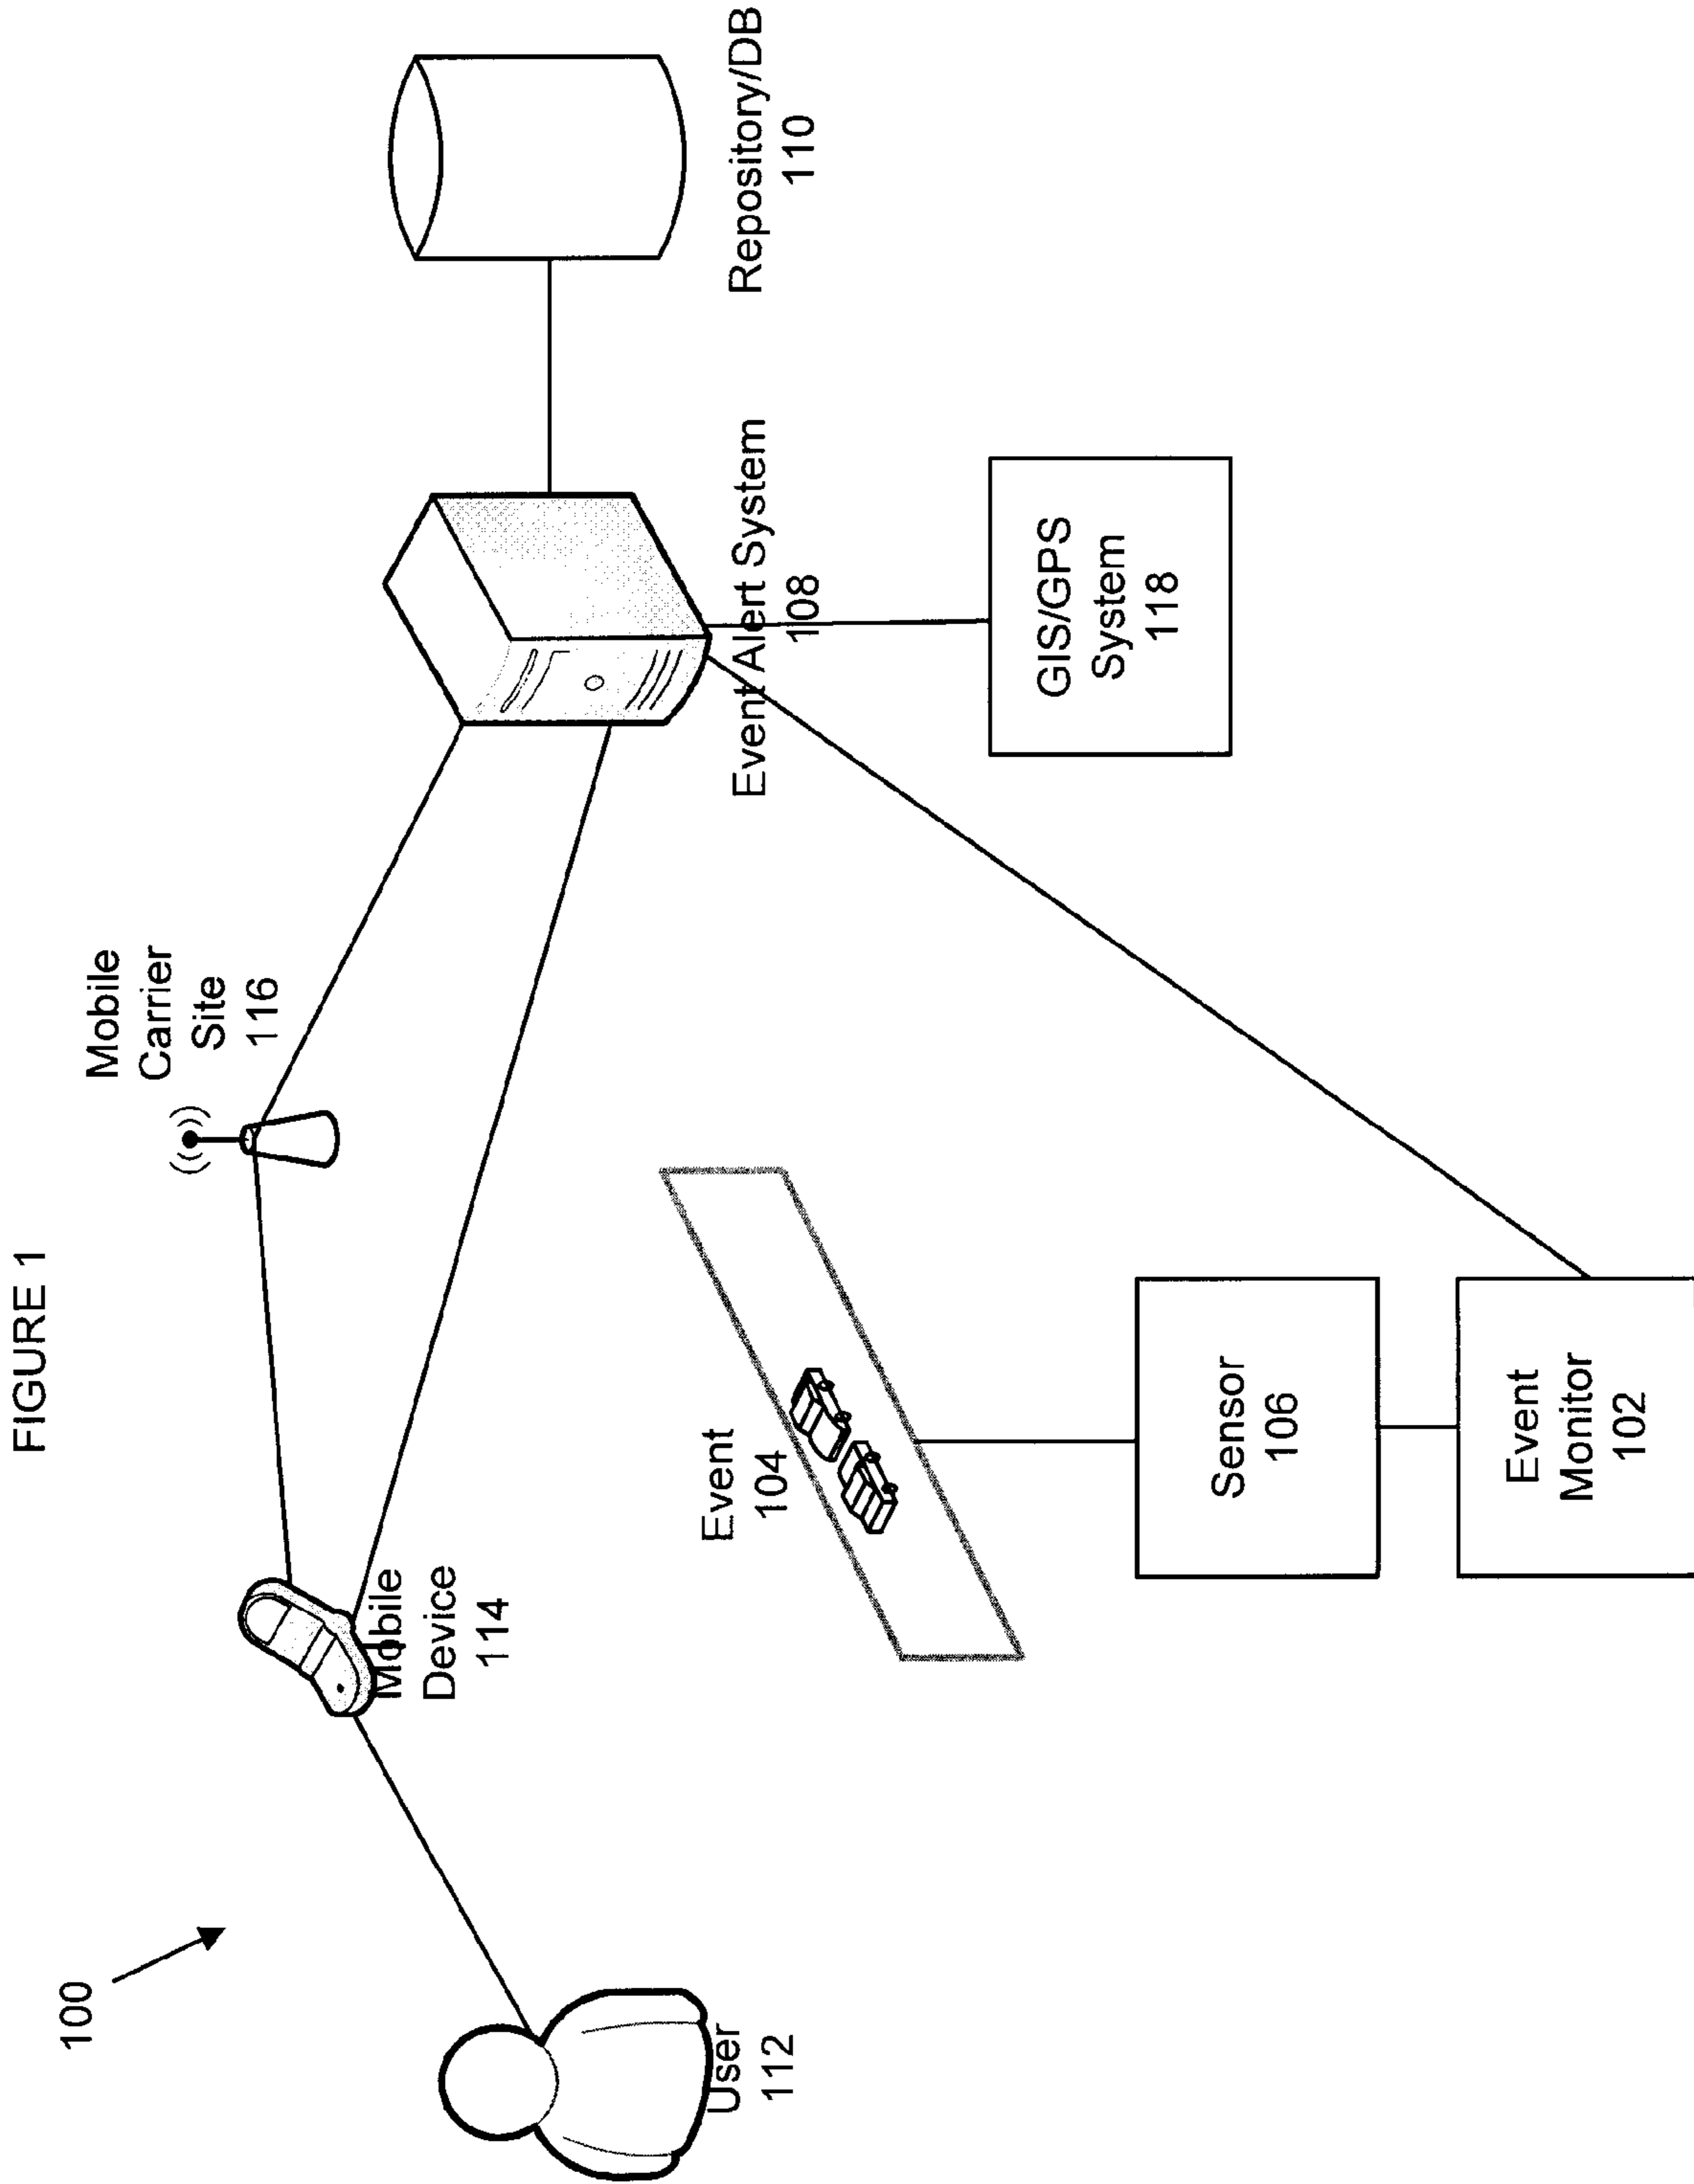 FIGURE 1
100
Mobile
Carrier
Site
116
Mobile
Device
114
User
112
Event
104
Event Alert System
108
Repository/DB
110
GIS/GPS
System
118
Sensor
106
Event
Monitor
102